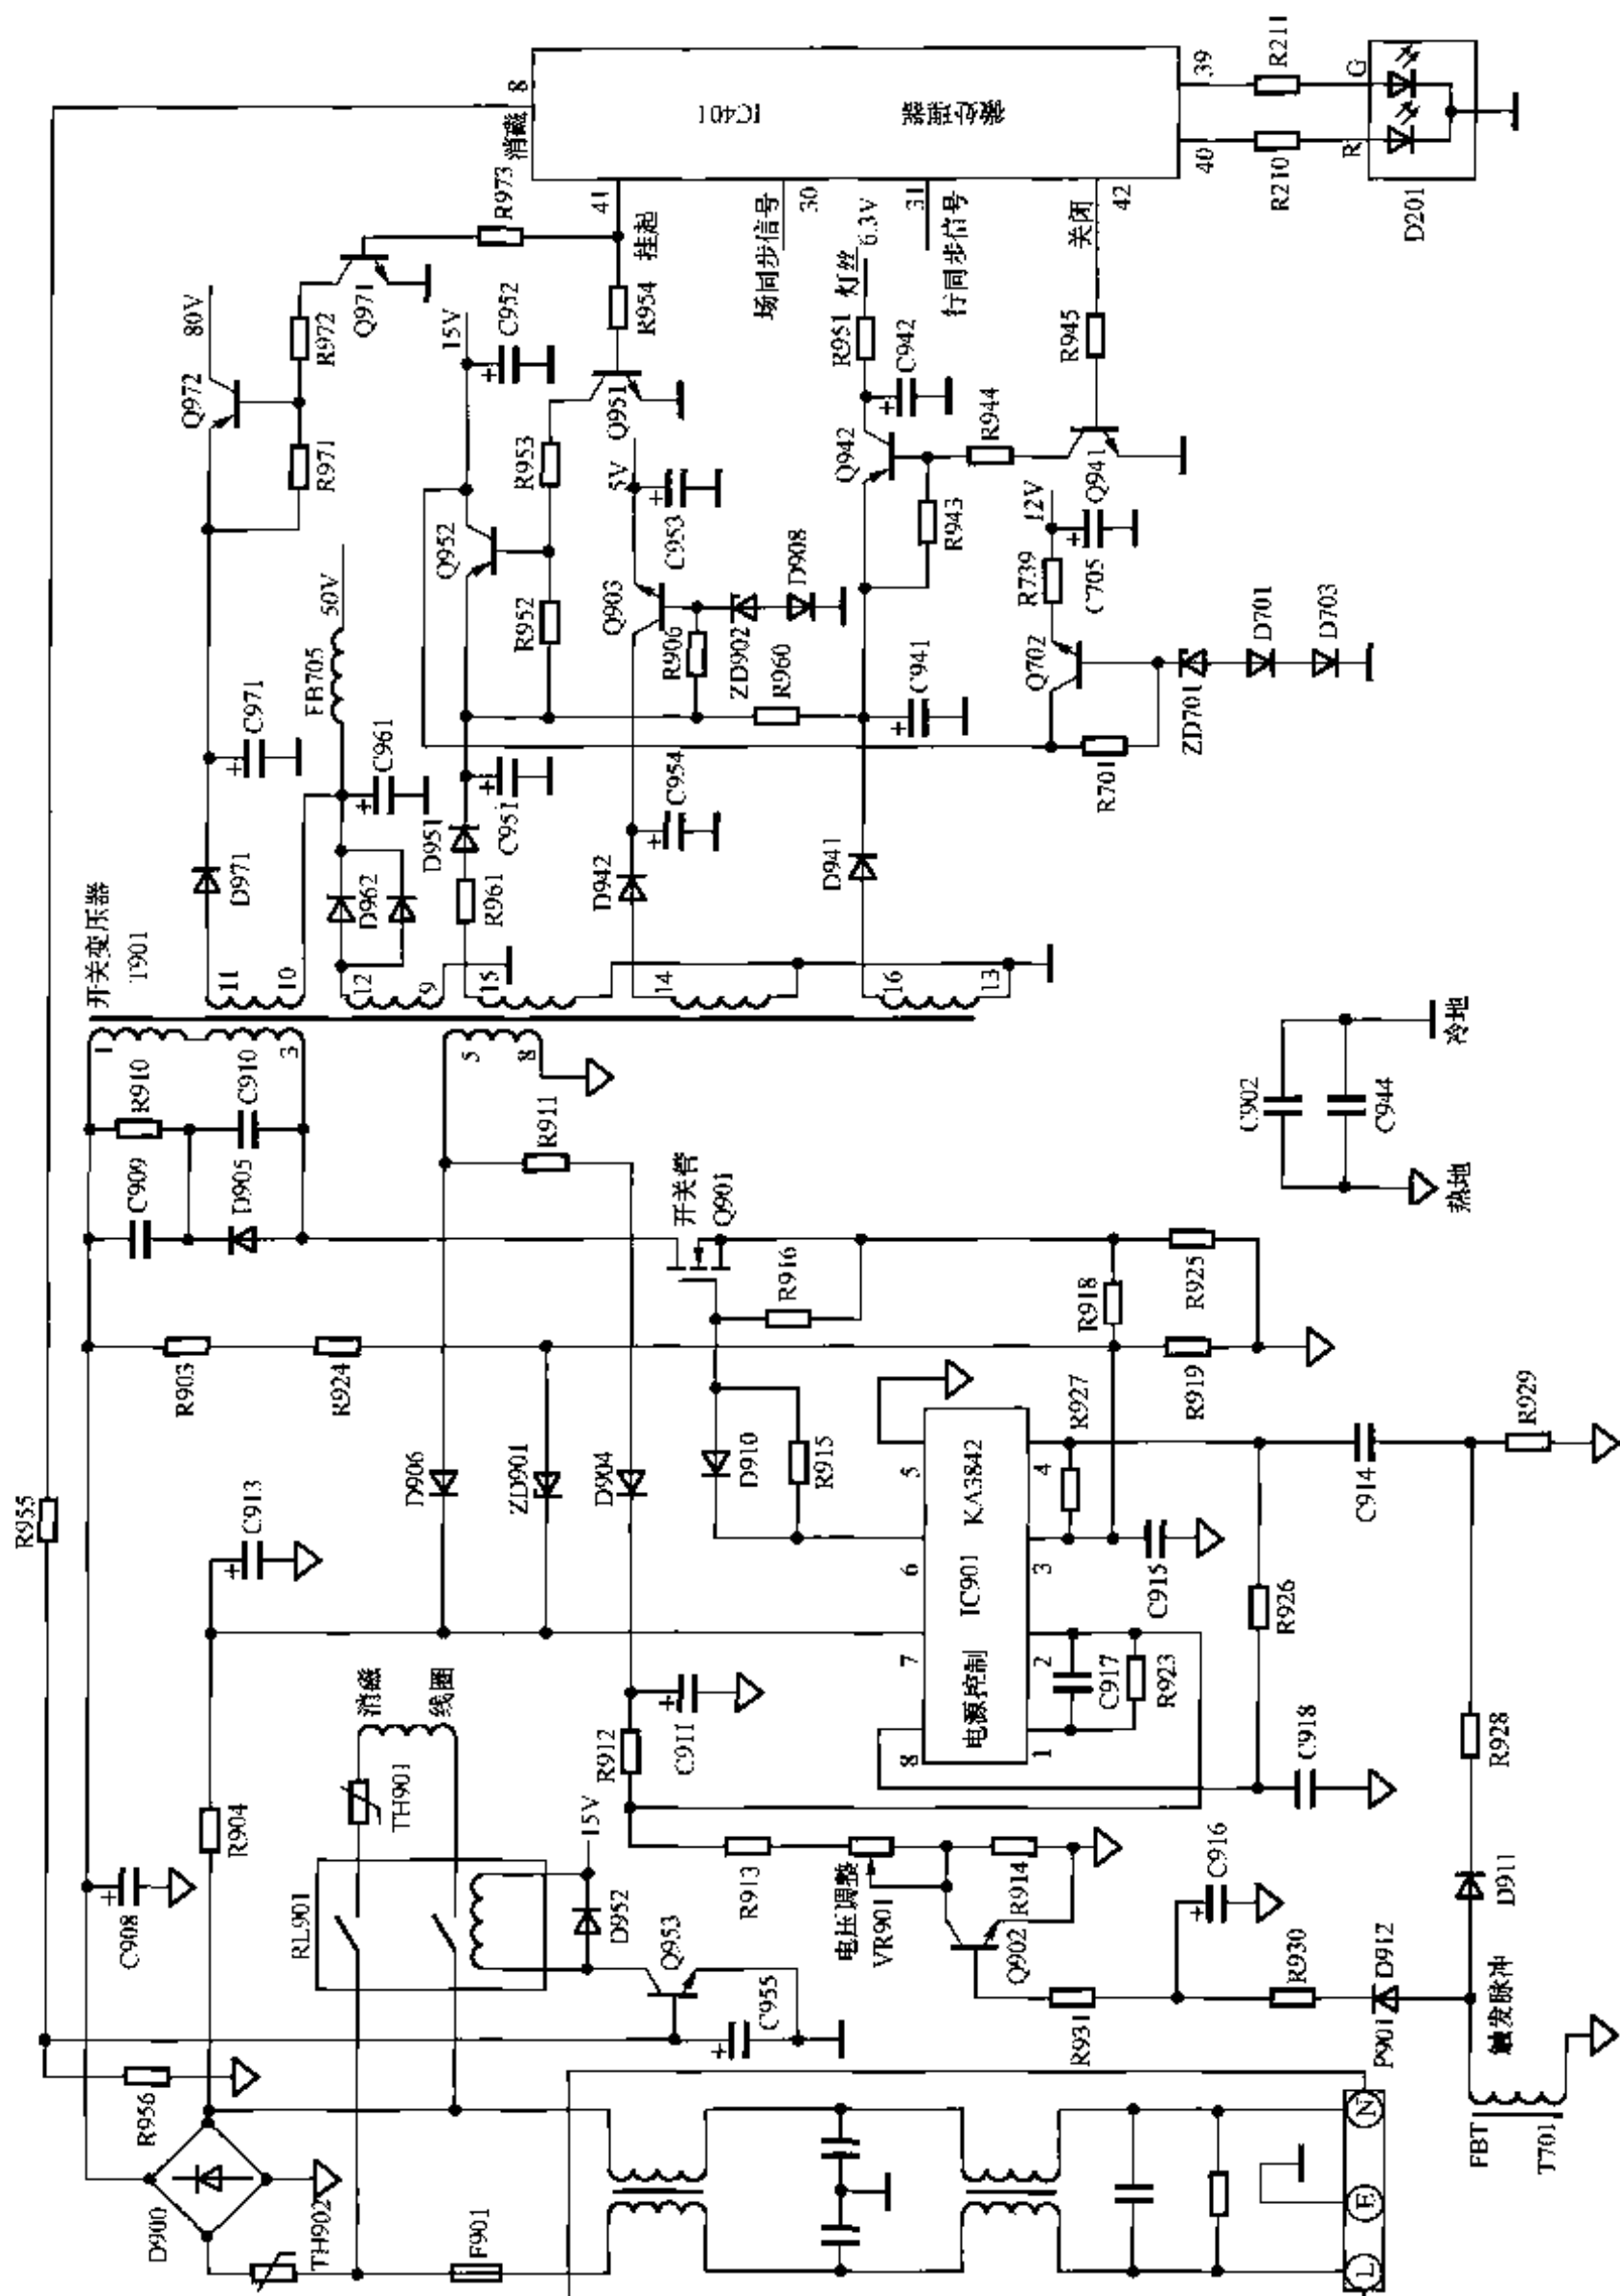 开关变压器
T901
1
3
5
8
11
10
12
9
15
14
16
13
R910
C910
C909
D905
R911
开关管
Q901
R916
R918
R925
R903
R924
R919
D906
ZD901
D904
D910
R915
R927
KA3842
IC901
电源控制
5
6
7
8
4
3
2
1
C915
C917
R923
R926
C914
R929
C918
R928
D911
R955
C913
消磁
线圈
TH901
R904
C908
RL901
15V
D952
Q953
C955
R912
C911
R913
电压调整
VR901
R914
Q902
C916
R931
R930
D912
P901
触发脉冲
FBT
T701
R956
D900
TH902
F901
L
E
N
C902
C944
热地
冷地
D971
C971
R971
Q972
80V
R972
Q971
R973
D962
C961
FB705
50V
R961
D951
C951
R952
Q952
R953
15V
C952
Q951
R954
D942
C954
Q903
R906
ZD902
D908
R960
5V
C953
D941
C941
R943
Q942
R944
C942
R951
灯丝
6.3V
Q941
R945
R701
Q702
R739
12V
C705
ZD701
D701
D703
消磁
8
IC401
微处理器
41
挂起
30
场同步信号
31
行同步信号
42
关闭
40
39
R210
R211
R
G
D201